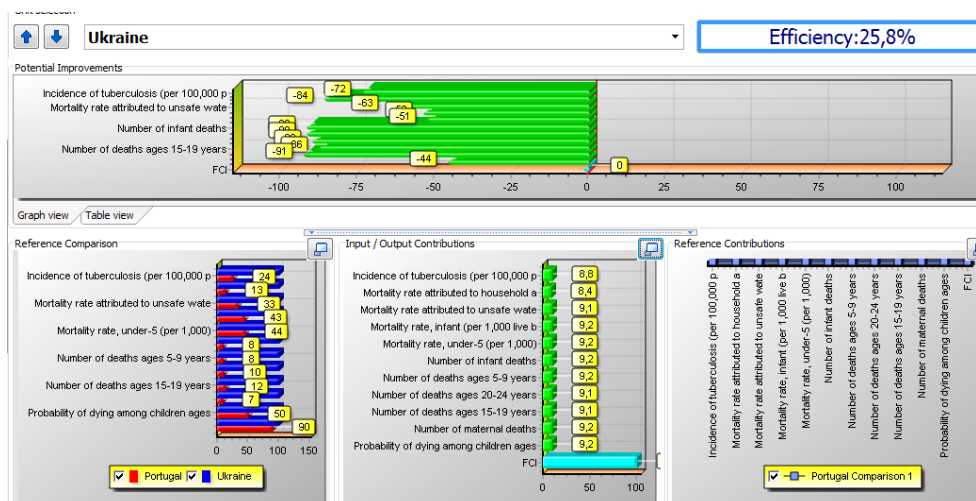 Unit selection
Ukraine
Efficiency:25,8%
Potential Improvements
Incidence of tuberculosis (per 100,000 p
Mortality rate attributed to unsafe wate
Number of infant deaths
Number of deaths ages 15-19 years
FCI
-72
-84
-63
-51
-86
-91
-44
0
-100
-75
-50
-25
0
25
50
75
100
Graph view
Table view
Reference Comparison
Incidence of tuberculosis (per 100,000 p
Mortality rate attributed to unsafe wate
Mortality rate, under-5 (per 1,000)
Number of deaths ages 5-9 years
Number of deaths ages 15-19 years
Probability of dying among children ages
24
13
33
43
44
8
8
10
12
7
50
90
0
50
100
150
Portugal
Ukraine
Input / Output Contributions
Incidence of tuberculosis (per 100,000 p
8,8
Mortality rate attributed to household a
8,4
Mortality rate attributed to unsafe wate
9,1
Mortality rate, infant (per 1,000 live b
9,2
Mortality rate, under-5 (per 1,000)
9,2
Number of infant deaths
9,2
Number of deaths ages 5-9 years
9,2
Number of deaths ages 20-24 years
9,1
Number of deaths ages 15-19 years
9,1
Number of maternal deaths
9,2
Probability of dying among children ages
9,2
FCI
0
50
100
Reference Contributions
Incidence of tuberculosis (per 100,000 p
Mortality rate attributed to household a
Mortality rate attributed to unsafe wate
Mortality rate, infant (per 1,000 live b
Mortality rate, under-5 (per 1,000)
Number of infant deaths
Number of deaths ages 5-9 years
Number of deaths ages 20-24 years
Number of deaths ages 15-19 years
Number of maternal deaths
Probability of dying among children ages
FCI
Portugal Comparison 1